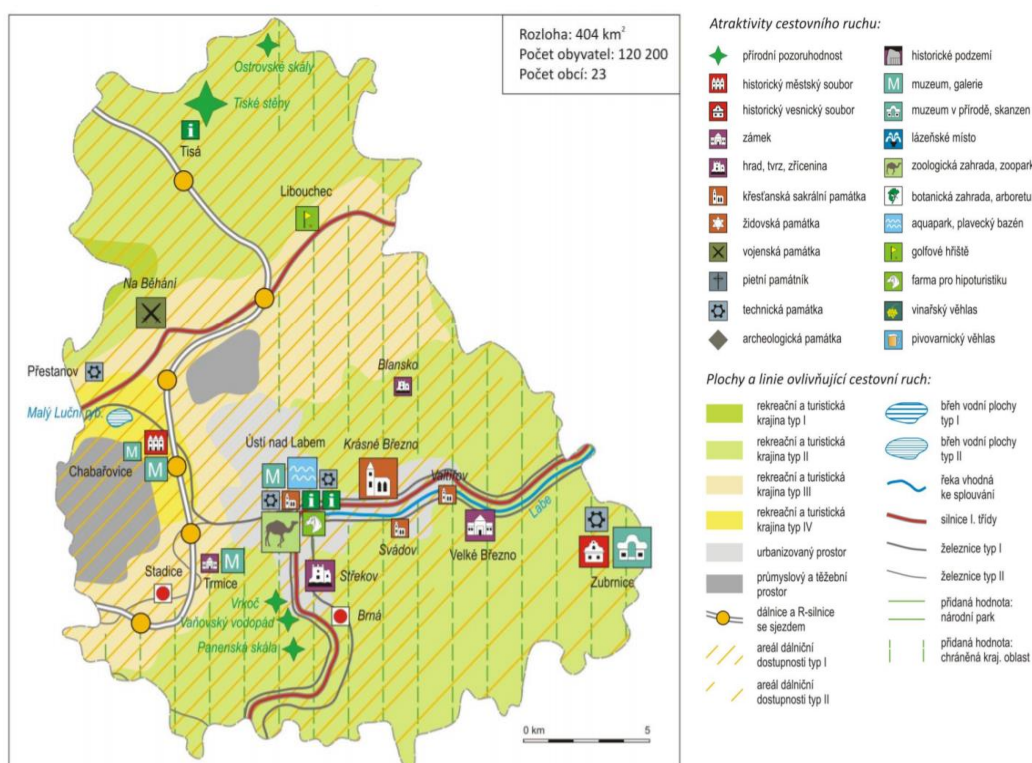 Rozloha: 404 km²
Počet obyvatel: 120 200
Počet obcí: 23
Ostrovské skály
Tiské stěny
Tisá
Libouchec
Na Běhání
Přestanov
Blansko
Malý Luční ryb.
Chabařovice
Ústí nad Labem
Krásné Březno
Valtířov
Labe
Svádov
Velké Březno
Zubrnice
Stadice
Trmice
Střekov
Vrkoč
Vaňovský vodopád
Brná
Panenská skála
0 km 5
Atraktivity cestovního ruchu:
přírodní pozoruhodnost
historický městský soubor
historický vesnický soubor
zámek
hrad, tvrz, zřícenina
křesťanská sakrální památka
židovská památka
vojenská památka
pietní památník
technická památka
archeologická památka
historické podzemí
muzeum, galerie
muzeum v přírodě, skanzen
lázeňské místo
zoologická zahrada, zoopark
botanická zahrada, arboretu
aquapark, plavecký bazén
golfové hřiště
farma pro hipoturistiku
vinařský věhlas
pivovarnický věhlas
Plochy a linie ovlivňující cestovní ruch:
rekreační a turistická
krajina typ I
rekreační a turistická
krajina typ II
rekreační a turistická
krajina typ III
rekreační a turistická
krajina typ IV
urbanizovaný prostor
průmyslový a těžební
prostor
dálnice a R-silnice
se sjezdem
areál dálniční
dostupnosti typ I
areál dálniční
dostupnosti typ II
břeh vodní plochy
typ I
břeh vodní plochy
typ II
řeka vhodná
ke splouvání
silnice I. třídy
železnice typ I
železnice typ II
přidaná hodnota:
národní park
přidaná hodnota:
chráněná kraj. oblast